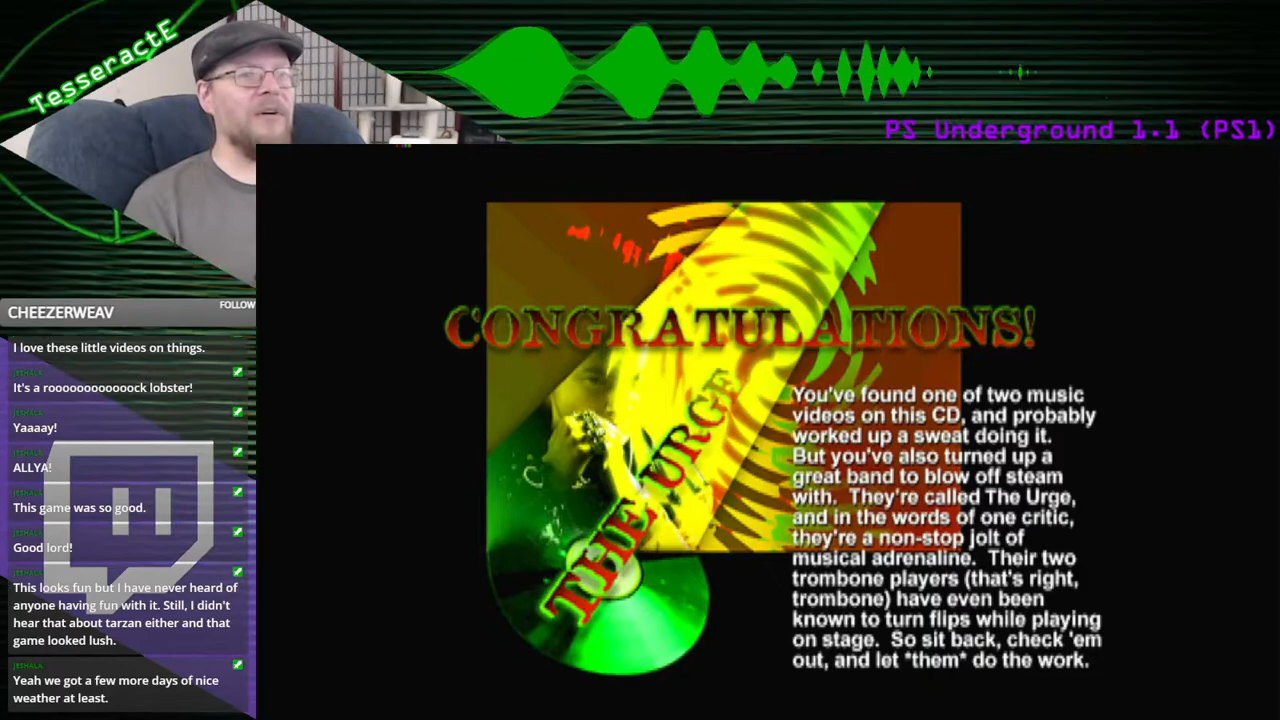 TesseractE
PS Underground 1.1 (PS1)
CHEEZERWEAV
FOLLOW
I love these little videos on things.
It's a roooooooooooock lobster!
Yaaaay!
ALLYA!
This game was so good.
Good lord!
This looks fun but I have never heard of
anyone having fun with it. Still, I didn't
hear that about tarzan either and that
game looked lush.
Yeah we got a few more days of nice
weather at least.
CONGRATULATIONS!
THE URGE
You've found one of two music
videos on this CD, and probably
worked up a sweat doing it.
But you've also turned up a
great band to blow off steam
with. They're called The Urge,
and in the words of one critic,
they're a non-stop jolt of
musical adrenaline. Their two
trombone players (that's right,
trombone) have even been
known to turn flips while playing
on stage. So sit back, check 'em
out, and let *them* do the work.